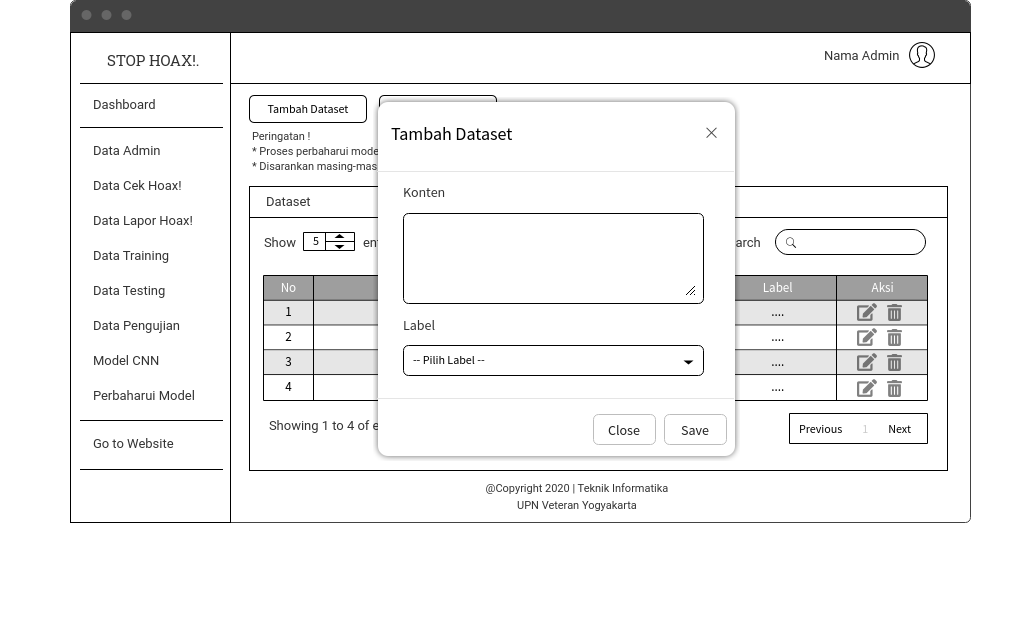 STOP HOAX!.
Nama Admin
Dashboard
Data Admin
Data Cek Hoax!
Data Lapor Hoax!
Data Training
Data Testing
Data Pengujian
Model CNN
Perbaharui Model
Go to Website
Tambah Dataset
Peringatan !
* Proses perbaharui mode
* Disarankan masing-mas
Dataset
Show 5 en
arch
No Label Aksi
1 ....
2 ....
3 ....
4 ....
Showing 1 to 4 of e
Previous 1 Next
Tambah Dataset
Konten
Label
-- Pilih Label --
Close Save
@Copyright 2020 | Teknik Informatika
UPN Veteran Yogyakarta